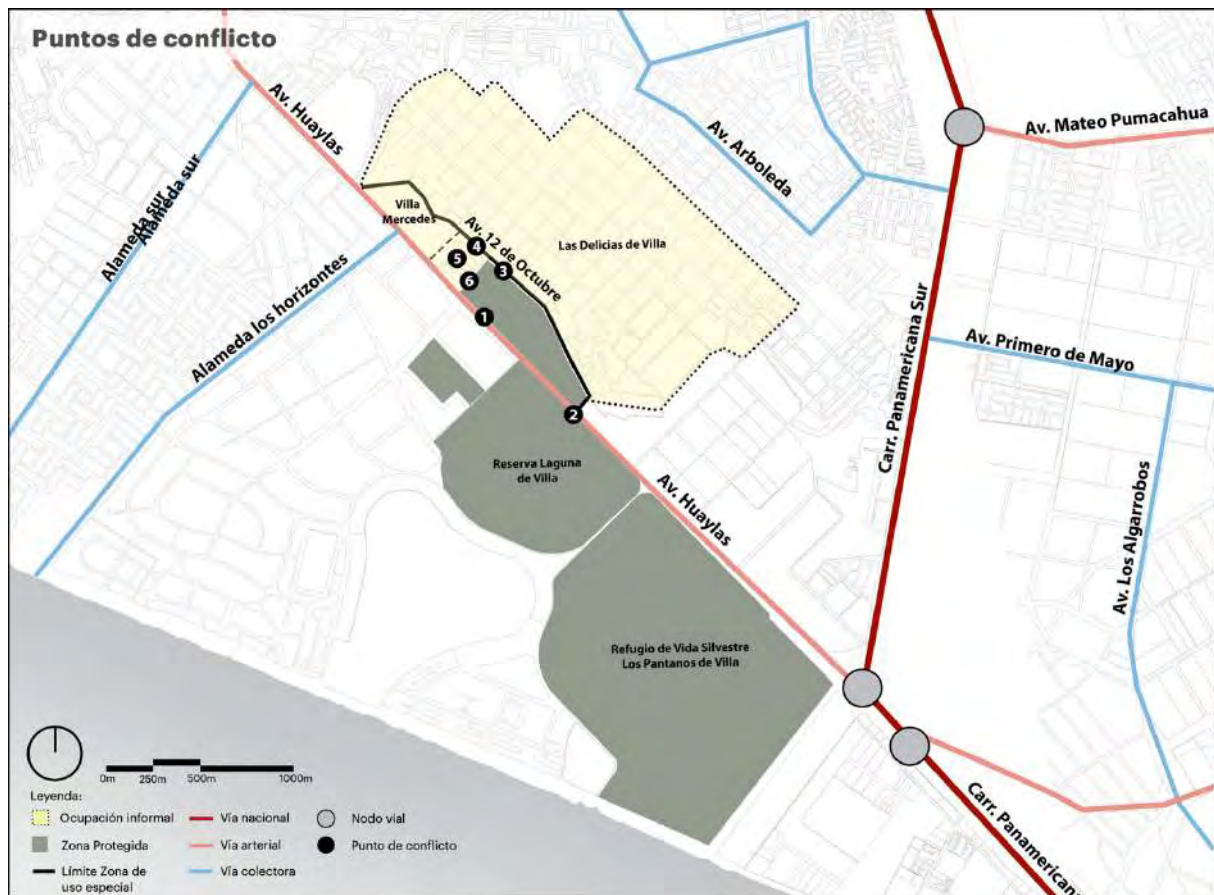 Puntos de conflicto
Av. Huaylas
Av. Mateo Pumacahua
Av. Arboleda
Alameda sur
Alameda sur
Villa
Mercedes
Av. 12 de Octubre
Las Delicias de Villa
4
5
3
6
1
2
Alameda los horizontes
Carr. Panamericana Sur
Av. Primero de Mayo
Reserva Laguna
de Villa
Av. Huaylas
Av. Los Algarrobos
Refugio de Vida Silvestre
Los Pantanos de Villa
Carr. Panamericana
0m 250m 500m 1000m
Leyenda:
Ocupación informal
Vía nacional
Nodo vial
Zona Protegida
Vía arterial
Punto de conflicto
Límite Zona de
uso especial
Vía colectora